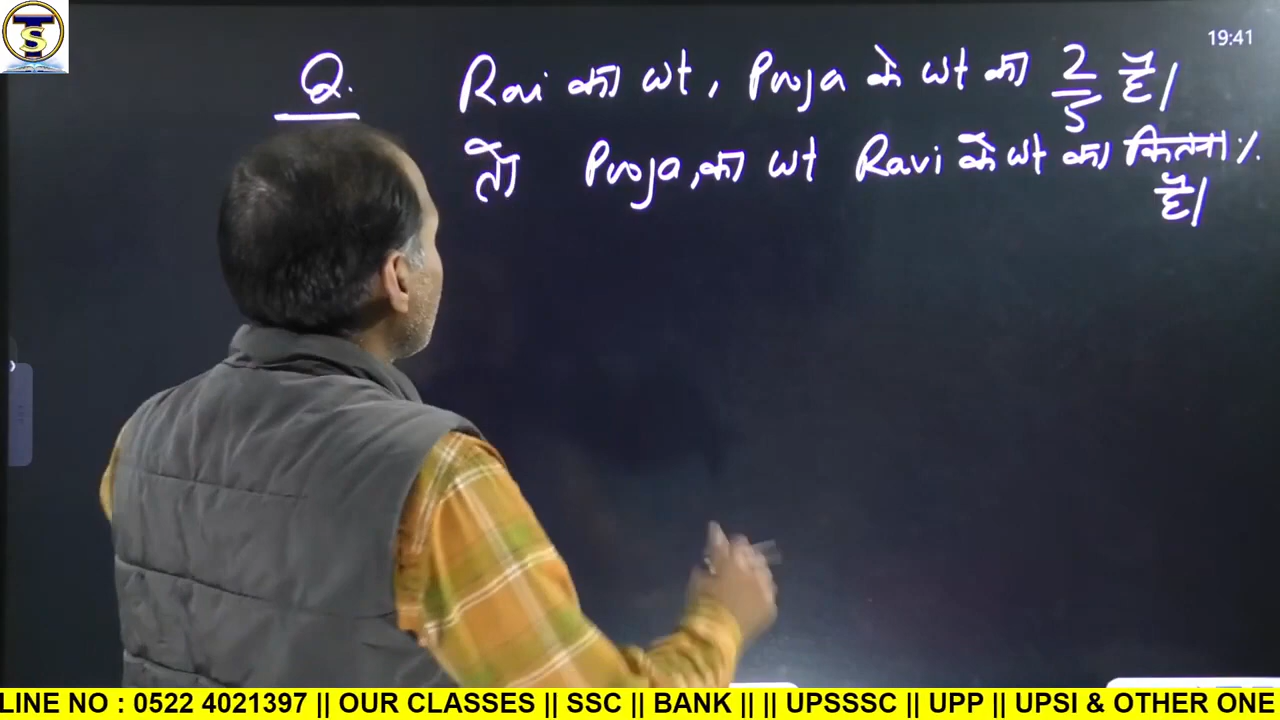 TS
19:41
Q. Ravi का wt, Pooja के wt का 2/5 है।
तो Pooja, का wt Ravi के wt का कितना %.
है।
LINE NO : 0522 4021397 || OUR CLASSES || SSC || BANK || || UPSSSC || UPP || UPSI & OTHER ONE